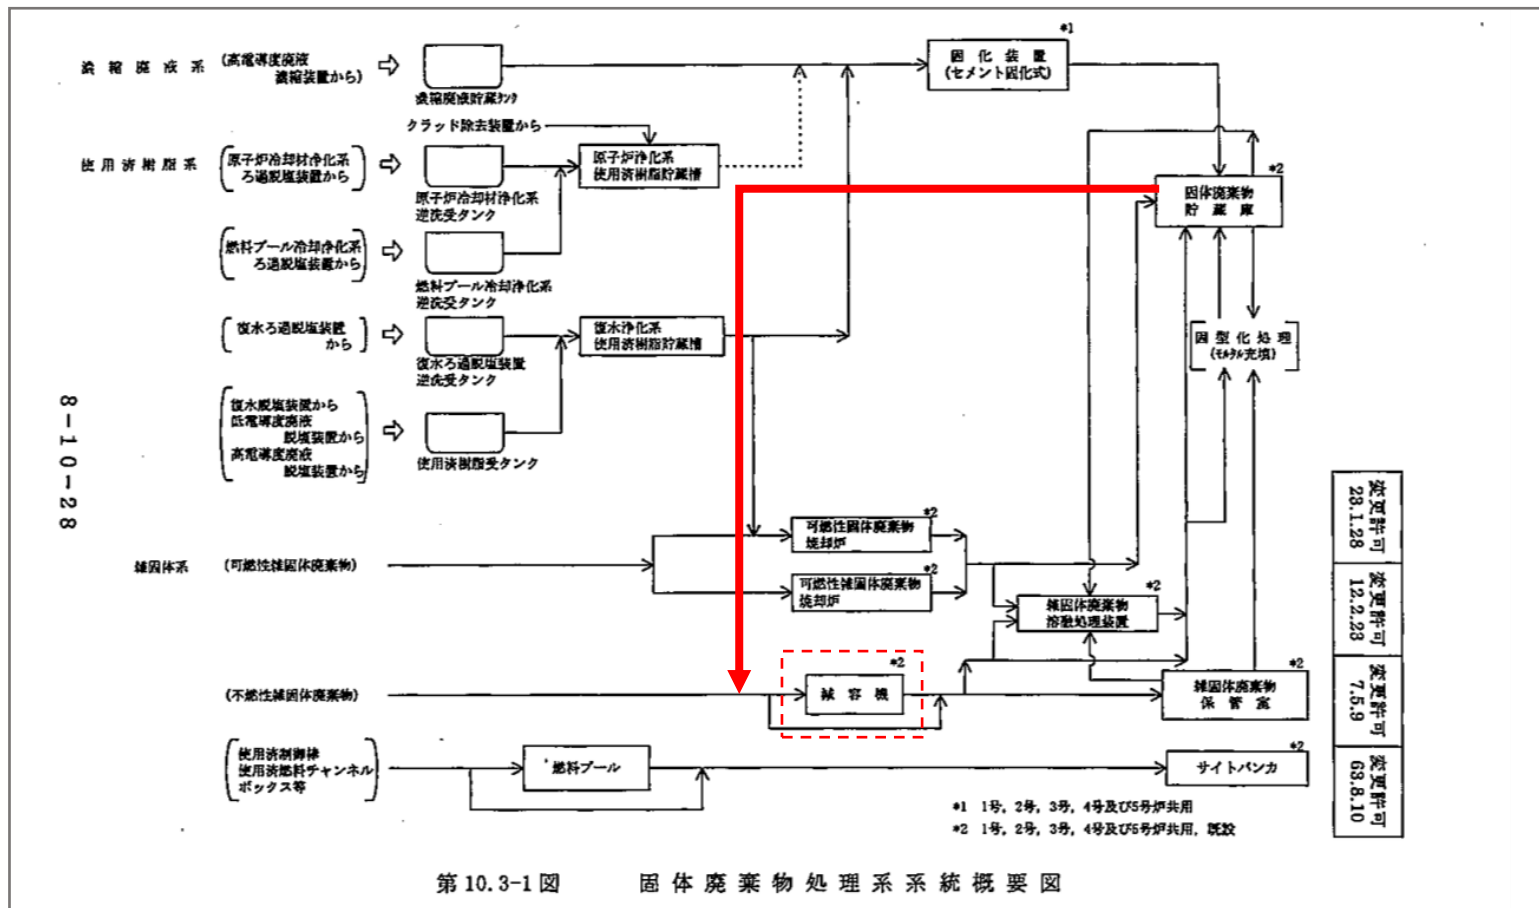 *1
濃縮廃液系
(高電導度廃液
濃縮装置から)
濃縮廃液貯蔵タンク
固化装置
(セメント固化式)
クラッド除去装置から
使用済樹脂系
原子炉冷却材浄化系
ろ過脱塩装置から
原子炉冷却材浄化系
逆洗受タンク
原子炉浄化系
使用済樹脂貯蔵槽
*2
固体廃棄物
貯蔵庫
燃料プール冷却浄化系
ろ過脱塩装置から
燃料プール冷却浄化系
逆洗受タンク
復水ろ過脱塩装置
から
復水ろ過脱塩装置
逆洗受タンク
復水浄化系
使用済樹脂貯蔵槽
固型化処理
(モルタル充填)
復水脱塩装置から
低電導度廃液
脱塩装置から
高電導度廃液
脱塩装置から
使用済樹脂受タンク
8-10-28
雑固体系
(可燃性雑固体廃棄物)
*2
可燃性固体廃棄物
焼却炉
*2
可燃性雑固体廃棄物
焼却炉
*2
雑固体廃棄物
溶融処理装置
(不燃性雑固体廃棄物)
*2
減容機
*2
雑固体廃棄物
保管室
使用済制御棒
使用済燃料チャンネル
ボックス等
燃料プール
*2
サイトバンカ
変更許可
23.1.28
変更許可
12.2.23
変更許可
7.5.9
変更許可
63.8.10
*1 1号, 2号, 3号, 4号及び5号炉共用
*2 1号, 2号, 3号, 4号及び5号炉共用, 既設
第10.3-1図 固体廃棄物処理系系統概要図